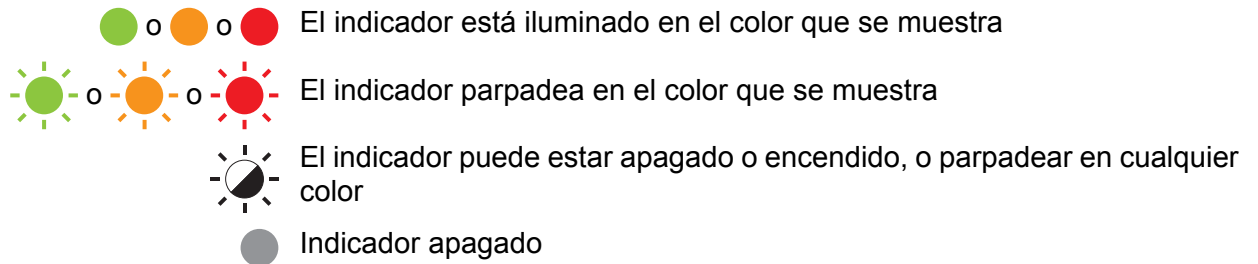 o o El indicador está iluminado en el color que se muestra
o o El indicador parpadea en el color que se muestra
El indicador puede estar apagado o encendido, o parpadear en cualquier
color
Indicador apagado